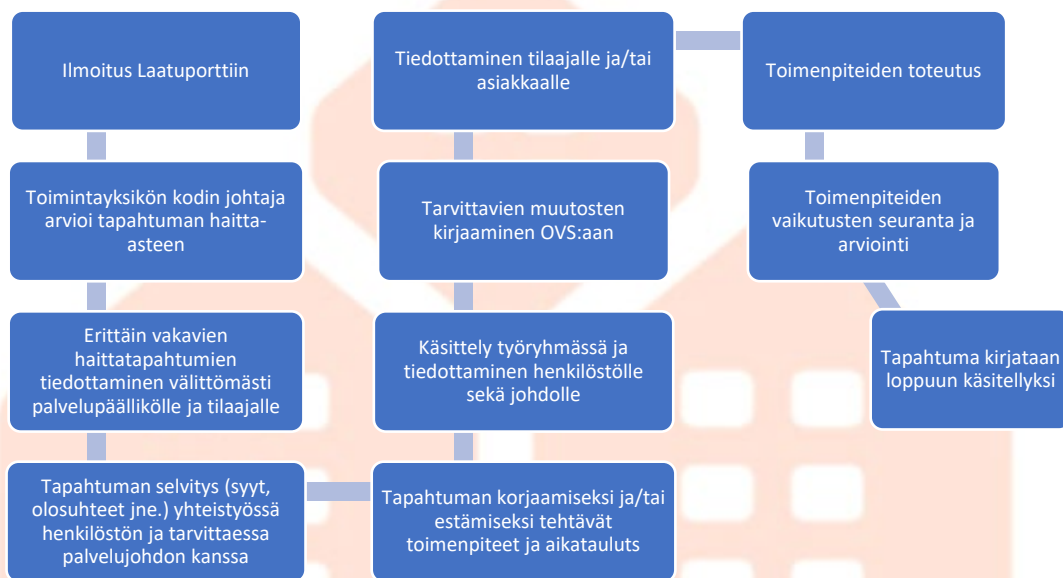 Ilmoitus Laatuporttiin
Toimintayksikön kodin johtaja
arvioi tapahtuman haitta-
asteen
Erittäin vakavien
haittatapahtumien
tiedottaminen välittömästi
palvelupäällikölle ja tilaajalle
Tapahtuman selvitys (syyt,
olosuhteet jne.) yhteistyössä
henkilöstön ja tarvittaessa
palvelujohdon kanssa
Tapahtuman korjaamiseksi ja/tai
estämiseksi tehtävät
toimenpiteet ja aikatauluts
Käsittely työryhmässä ja
tiedottaminen henkilöstölle
sekä johdolle
Tarvittavien muutosten
kirjaaminen OVS:aan
Tiedottaminen tilaajalle ja/tai
asiakkaalle
Toimenpiteiden toteutus
Toimenpiteiden
vaikutusten seuranta ja
arviointi
Tapahtuma kirjataan
loppuun käsitellyksi